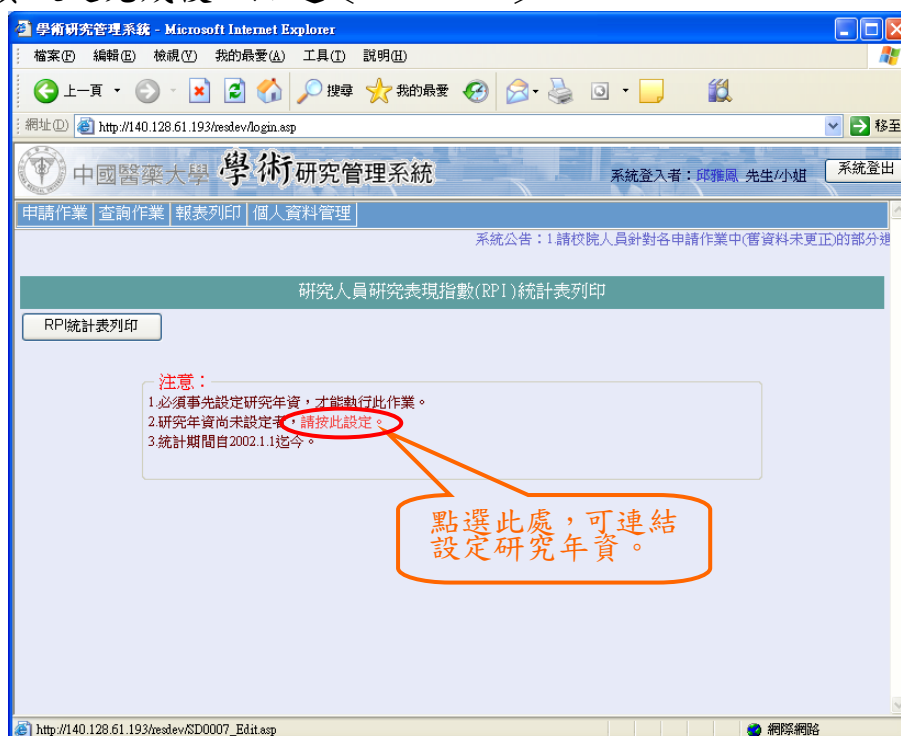 學術研究管理系統 - Microsoft Internet Explorer
檔案(F) 編輯(E) 檢視(V) 我的最愛(A) 工具(T) 說明(H)
上一頁 搜尋 我的最愛
網址(D) http://140.128.61.193/resdev/login.asp 移至
中國醫藥大學 學術研究管理系統 系統登入者：邱雅鳳 先生/小姐 系統登出
申請作業 查詢作業 報表列印 個人資料管理
系統公告：1.請校院人員針對各申請作業中(舊資料未更正)的部分進
研究人員研究表現指數(RPI)統計表列印
RPI統計表列印
注意：
1.必須事先設定研究年資，才能執行此作業。
2.研究年資尚未設定者，請按此設定。
3.統計期間自2002.1.1迄今。
點選此處，可連結
設定研究年資。
http://140.128.61.193/resdev/SD0007_Edit.asp 網際網路